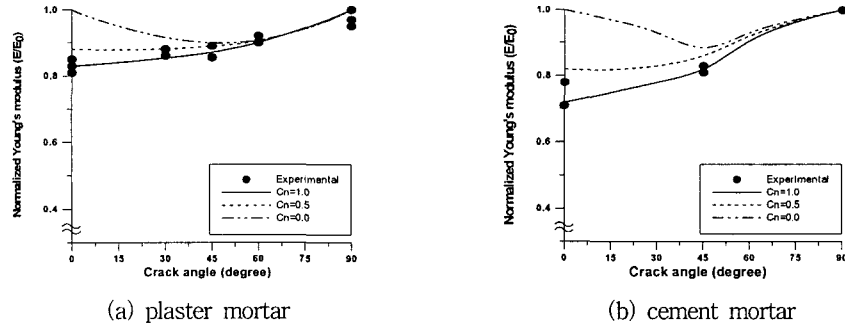 Normalized Young's modulus (E/E0)
1.0
0.8
0.6
0.4
Experimental
Cn=1.0
Cn=0.5
Cn=0.0
0 15 30 45 60 75 90
Crack angle (degree)
(a) plaster mortar
Normalized Young's modulus (E/E0)
1.0
0.8
0.6
0.4
Experimental
Cn=1.0
Cn=0.5
Cn=0.0
0 15 30 45 60 75 90
Crack angle (degree)
(b) cement mortar